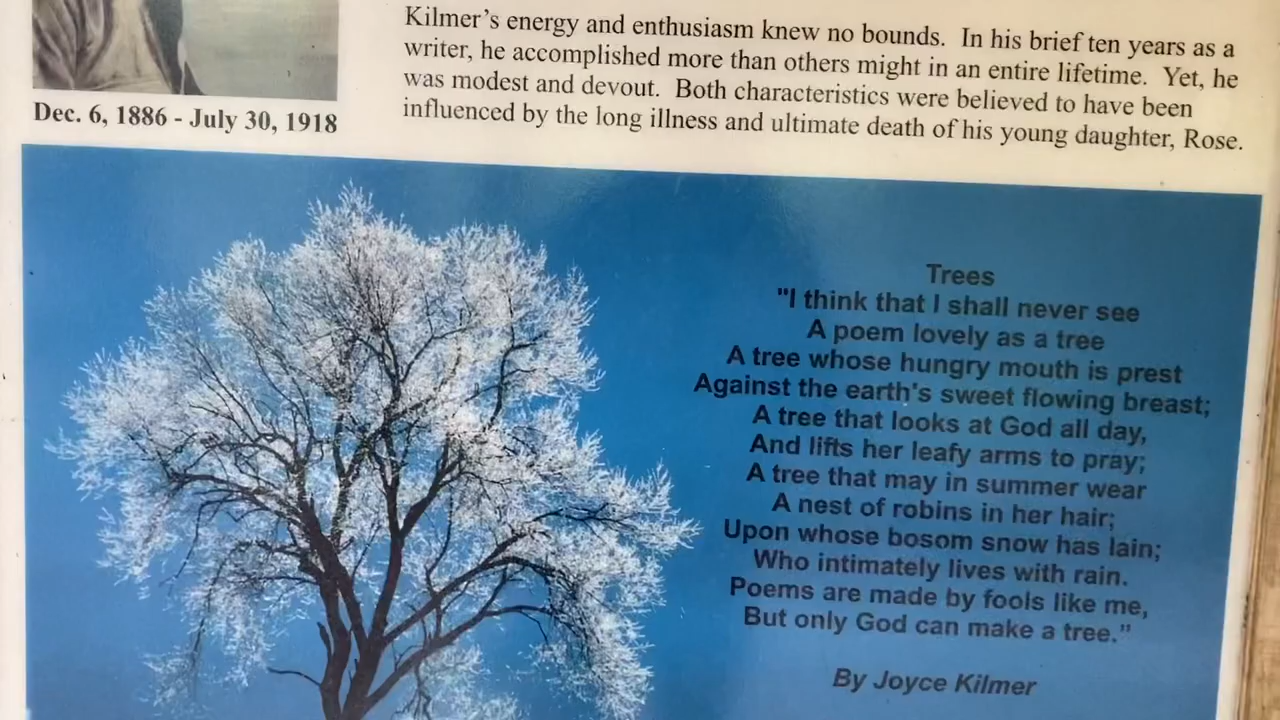 Kilmer's energy and enthusiasm knew no bounds. In his brief ten years as a
writer, he accomplished more than others might in an entire lifetime. Yet, he
was modest and devout. Both characteristics were believed to have been
influenced by the long illness and ultimate death of his young daughter, Rose.
Dec. 6, 1886 - July 30, 1918
Trees
"I think that I shall never see
A poem lovely as a tree
A tree whose hungry mouth is prest
Against the earth's sweet flowing breast;
A tree that looks at God all day,
And lifts her leafy arms to pray;
A tree that may in summer wear
A nest of robins in her hair;
Upon whose bosom snow has lain;
Who intimately lives with rain.
Poems are made by fools like me,
But only God can make a tree."
By Joyce Kilmer